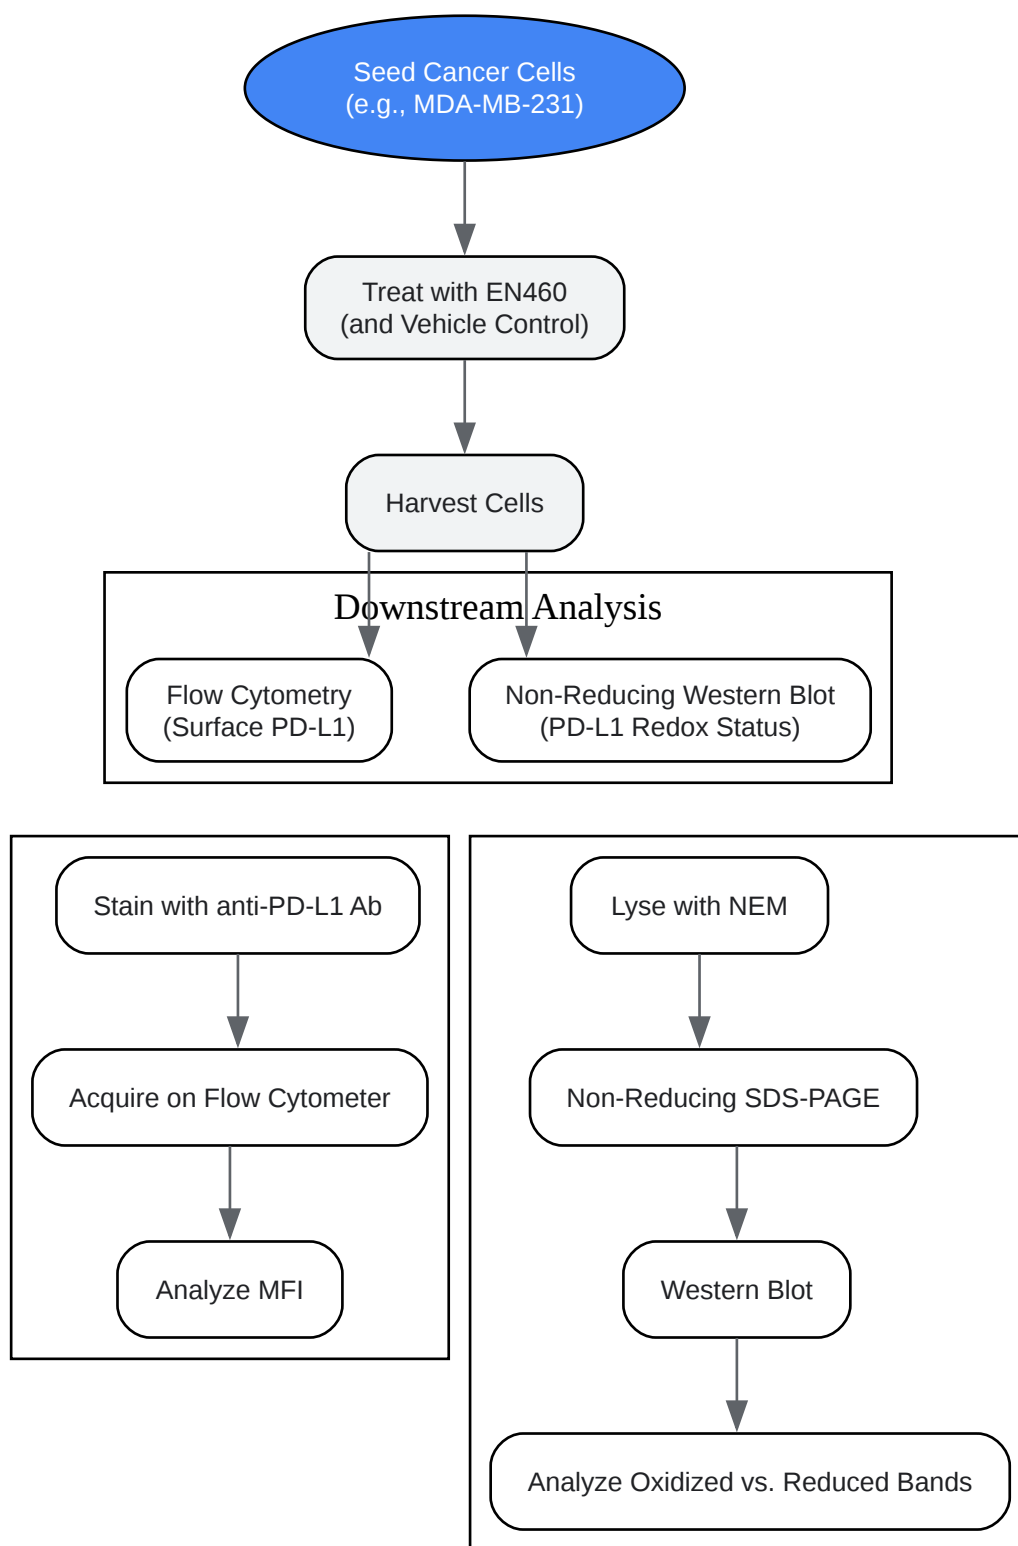 Seed Cancer Cells
(e.g., MDA-MB-231)
Treat with EN460
(and Vehicle Control)
Harvest Cells
Downstream Analysis
Flow Cytometry
(Surface PD-L1)
Non-Reducing Western Blot
(PD-L1 Redox Status)
Stain with anti-PD-L1 Ab
Acquire on Flow Cytometer
Analyze MFI
Lyse with NEM
Non-Reducing SDS-PAGE
Western Blot
Analyze Oxidized vs. Reduced Bands